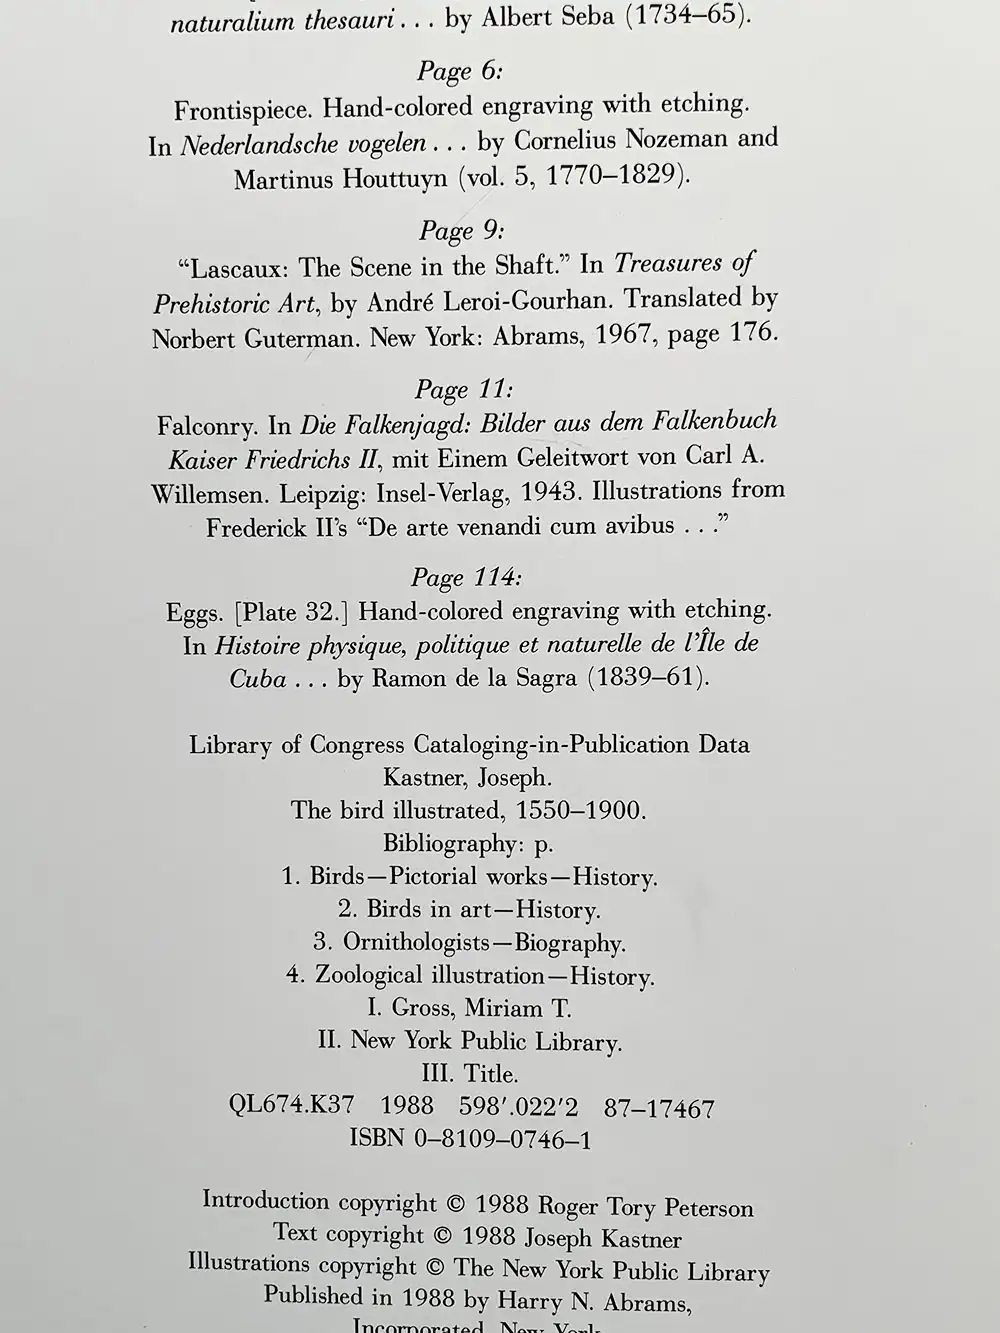 naturalium thesauri . . . by Albert Seba (1734–65).
Page 6:
Frontispiece. Hand-colored engraving with etching.
In Nederlandsche vogelen . . . by Cornelius Nozeman and
Martinus Houttuyn (vol. 5, 1770–1829).
Page 9:
“Lascaux: The Scene in the Shaft.” In Treasures of
Prehistoric Art, by André Leroi-Gourhan. Translated by
Norbert Guterman. New York: Abrams, 1967, page 176.
Page 11:
Falconry. In Die Falkenjagd: Bilder aus dem Falkenbuch
Kaiser Friedrichs II, mit Einem Geleitwort von Carl A.
Willemsen. Leipzig: Insel-Verlag, 1943. Illustrations from
Frederick II’s “De arte venandi cum avibus . . .”
Page 114:
Eggs. [Plate 32.] Hand-colored engraving with etching.
In Histoire physique, politique et naturelle de l’Île de
Cuba . . . by Ramon de la Sagra (1839–61).
Library of Congress Cataloging-in-Publication Data
Kastner, Joseph.
The bird illustrated, 1550–1900.
Bibliography: p.
1. Birds—Pictorial works—History.
2. Birds in art—History.
3. Ornithologists—Biography.
4. Zoological illustration—History.
I. Gross, Miriam T.
II. New York Public Library.
III. Title.
QL674.K37 1988 598′.022′2 87–17467
ISBN 0–8109–0746–1
Introduction copyright © 1988 Roger Tory Peterson
Text copyright © 1988 Joseph Kastner
Illustrations copyright © The New York Public Library
Published in 1988 by Harry N. Abrams,
Incorporated, New York